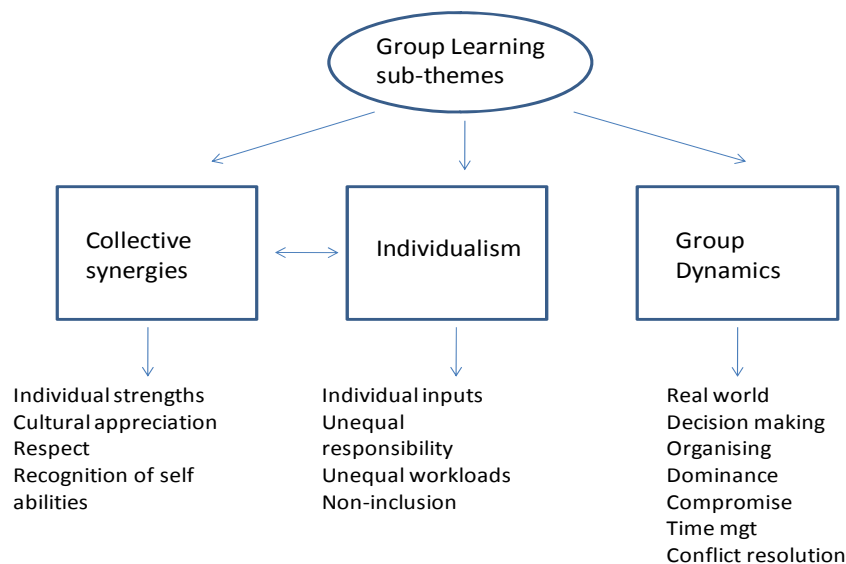 Group Learning
sub-themes
Collective
synergies
Individualism
Group
Dynamics
Individual strengths
Cultural appreciation
Respect
Recognition of self
abilities
Individual inputs
Unequal
responsibility
Unequal workloads
Non-inclusion
Real world
Decision making
Organising
Dominance
Compromise
Time mgt
Conflict resolution